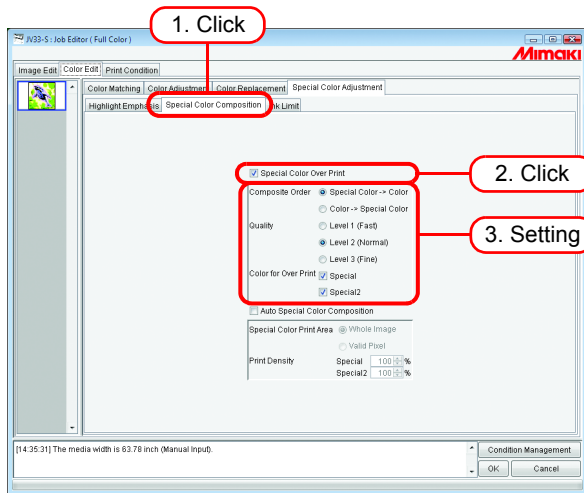 1. Click
JV33-S : Job Editor ( Full Color )
Mimaki
Image Edit Color Edit Print Condition
Color Matching Color Adjustment Color Replacement Special Color Adjustment
Highlight Emphasis Special Color Composition Ink Limit
Special Color Over Print
2. Click
Composite Order Special Color -> Color
Color -> Special Color
Quality Level 1 (Fast)
Level 2 (Normal)
3. Setting
Level 3 (Fine)
Color for Over Print Special
Special2
Auto Special Color Composition
Special Color Print Area Whole Image
Valid Pixel
Print Density Special 100 %
Special2 100 %
[14:35:31] The media width is 63.78 inch (Manual Input).
Condition Management
OK Cancel